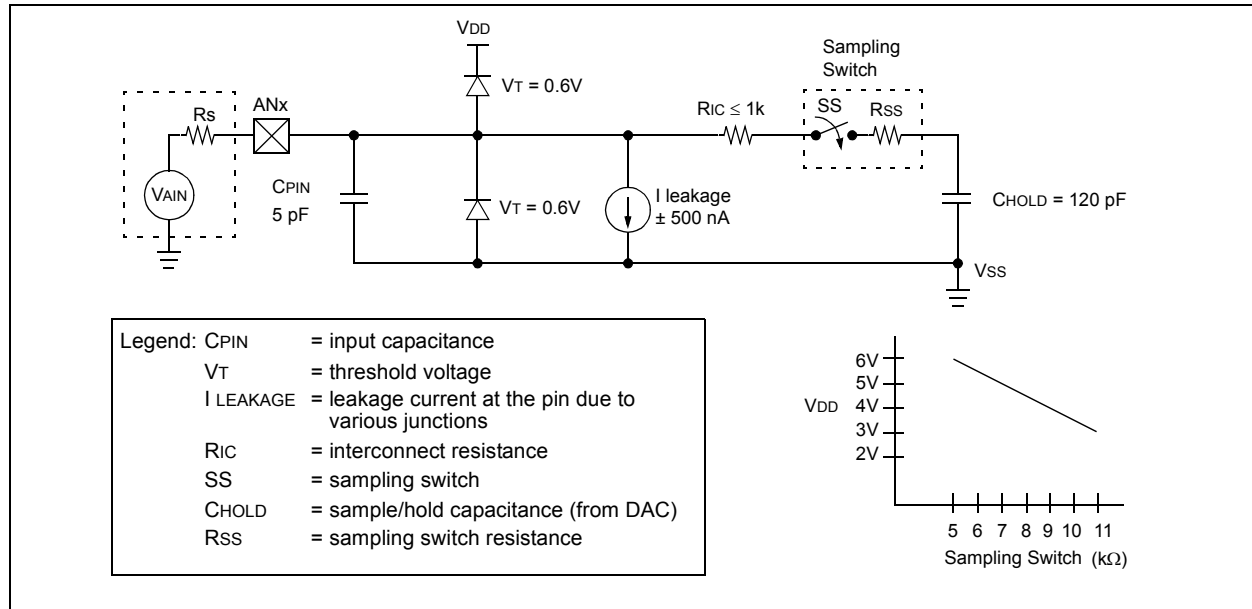 VDD
Sampling
Switch
VT = 0.6V
ANx
RS
RIC ≤ 1k
SS
RSS
VAIN
CPIN
5 pF
VT = 0.6V
I leakage
± 500 nA
CHOLD = 120 pF
VSS
Legend: CPIN = input capacitance
VT = threshold voltage
I LEAKAGE = leakage current at the pin due to
various junctions
RIC = interconnect resistance
SS = sampling switch
CHOLD = sample/hold capacitance (from DAC)
RSS = sampling switch resistance
6V
5V
VDD 4V
3V
2V
5 6 7 8 9 10 11
Sampling Switch (kΩ)